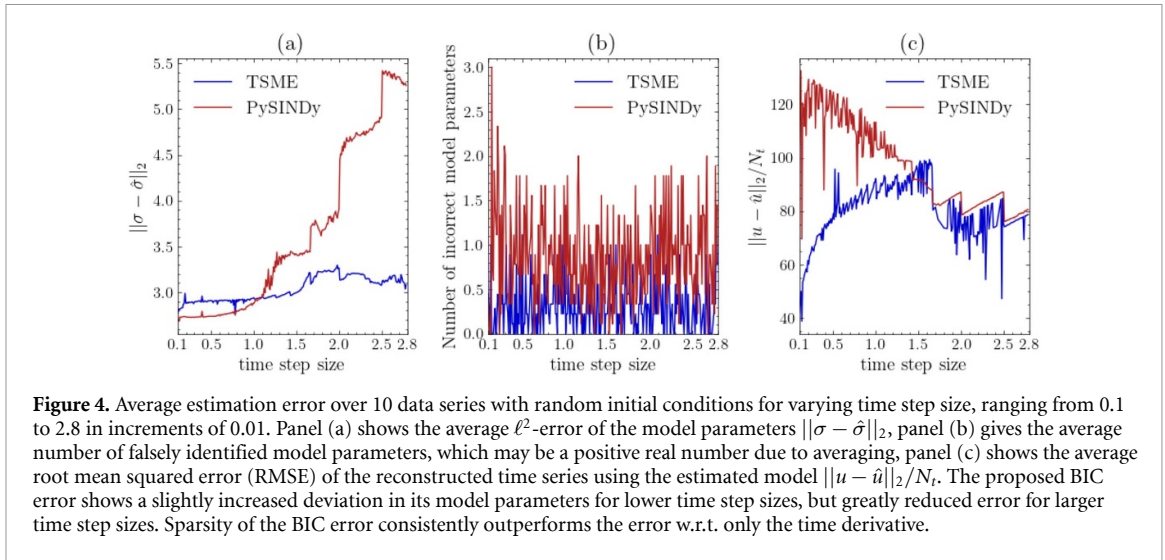 (a)
5.5
5.0
4.5
4.0
3.5
3.0
||σ − σ̂||₂
TSME
PySINDy
0.1 0.5 1.0 1.5 2.0 2.5 2.8
time step size
(b)
3.0
2.5
2.0
1.5
1.0
0.5
0.0
Number of incorrect model parameters
TSME
PySINDy
0.1 0.5 1.0 1.5 2.0 2.5 2.8
time step size
(c)
120
100
80
60
40
||u − û||₂/Nₜ
TSME
PySINDy
0.1 0.5 1.0 1.5 2.0 2.5 2.8
time step size
Figure 4. Average estimation error over 10 data series with random initial conditions for varying time step size, ranging from 0.1
to 2.8 in increments of 0.01. Panel (a) shows the average ℓ²-error of the model parameters ||σ − σ̂||₂, panel (b) gives the average
number of falsely identified model parameters, which may be a positive real number due to averaging, panel (c) shows the average
root mean squared error (RMSE) of the reconstructed time series using the estimated model ||u − û||₂/Nₜ. The proposed BIC
error shows a slightly increased deviation in its model parameters for lower time step sizes, but greatly reduced error for larger
time step sizes. Sparsity of the BIC error consistently outperforms the error w.r.t. only the time derivative.